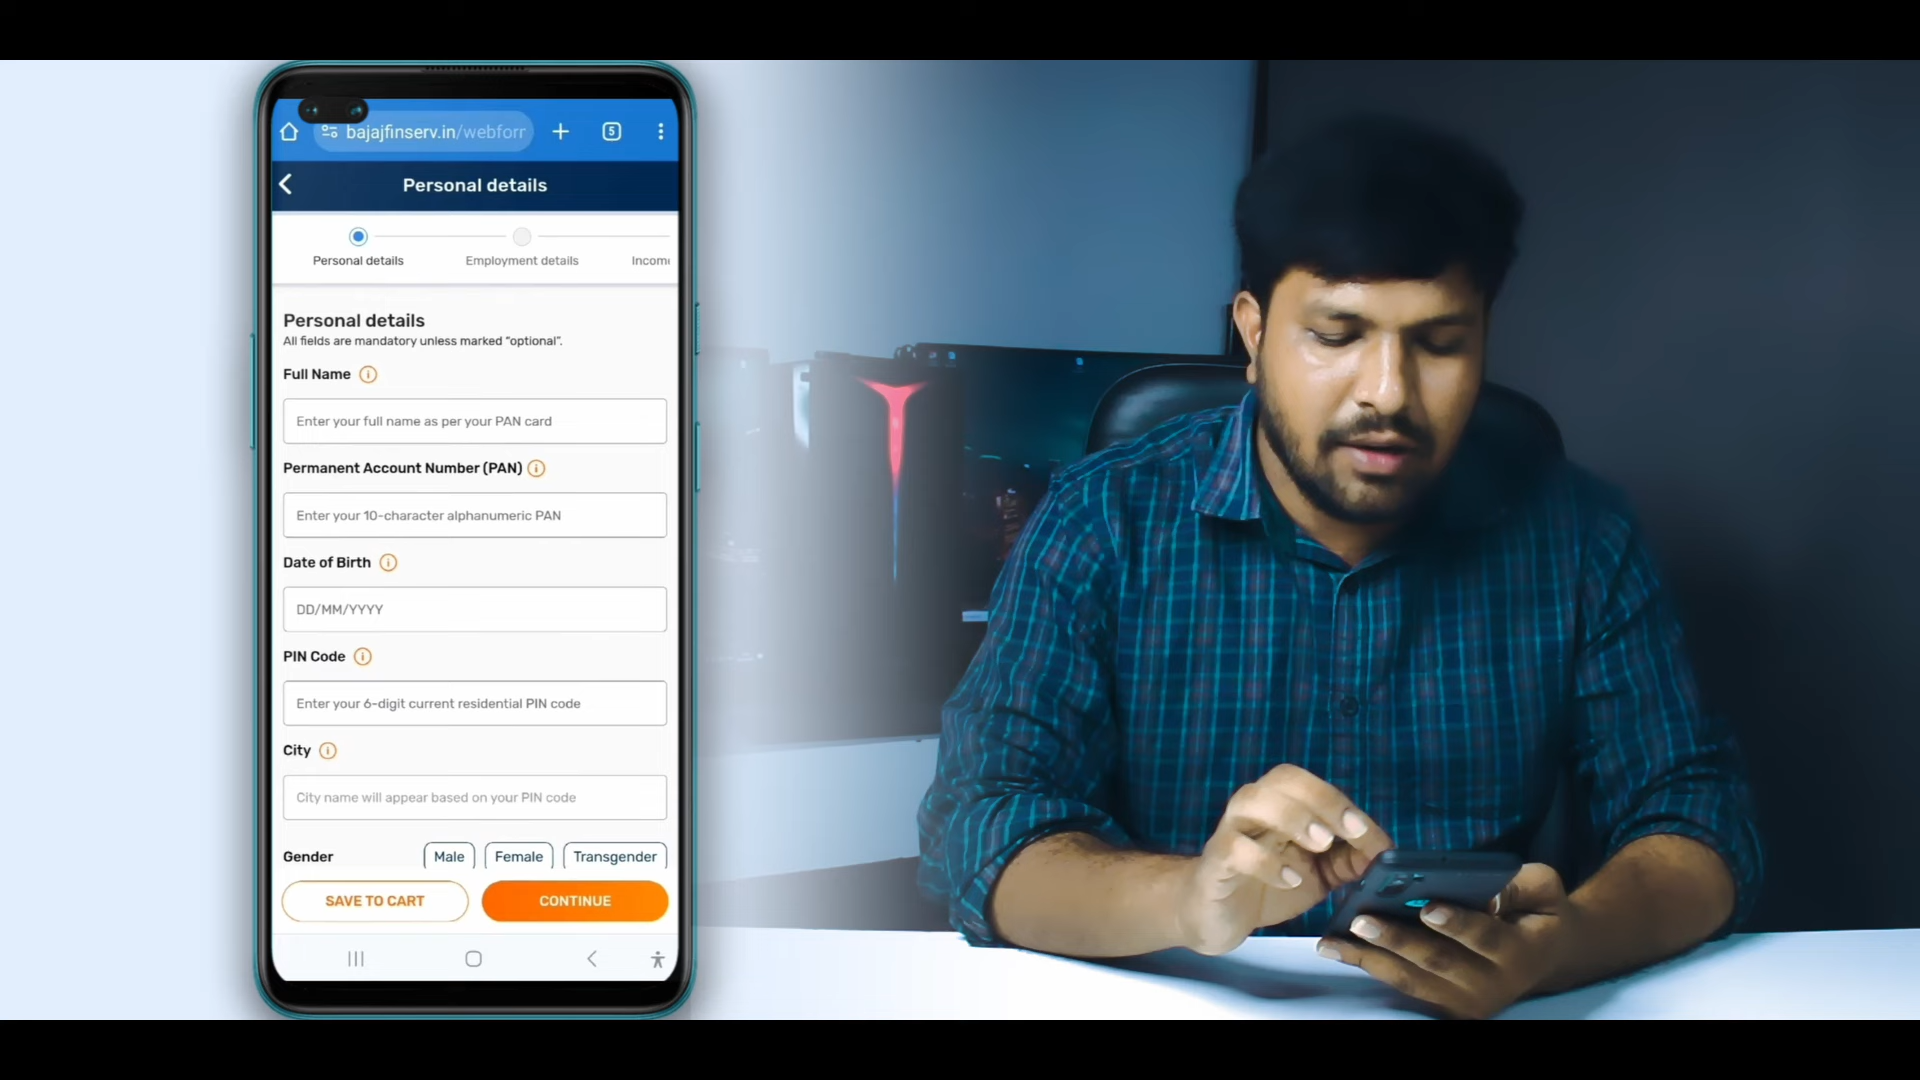 bajajfinserv.in/webforr
5
Personal details
Personal details
Employment details
Income
Personal details
All fields are mandatory unless marked “optional”.
Full Name
Enter your full name as per your PAN card
Permanent Account Number (PAN)
Enter your 10-character alphanumeric PAN
Date of Birth
DD/MM/YYYY
PIN Code
Enter your 6-digit current residential PIN code
City
City name will appear based on your PIN code
Gender Male Female Transgender
SAVE TO CART CONTINUE